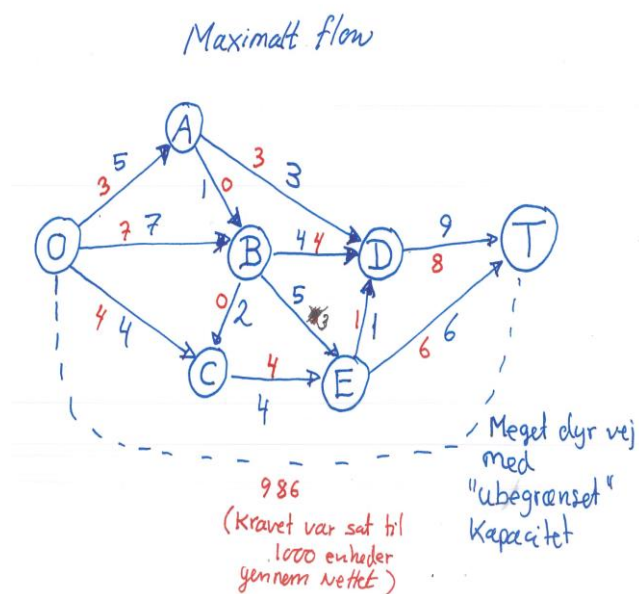 Maximalt flow
A
5
3
3
3
1 0
7 7
O
B
4 4
D
9
8
T
4 4
0 2
5
3
1 1
6 6
C
4
4
E
Meget dyr vej
med
"ubegrænset"
Kapacitet
986
(Kravet var sat til
1000 enheder
gennem nettet)